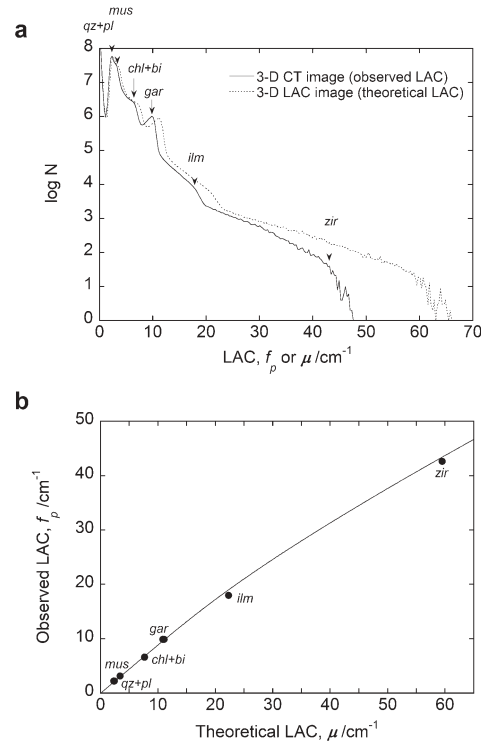 a
mus
qz+pl
chl+bi
gar
ilm
zir
3-D CT image (observed LAC)
3-D LAC image (theoretical LAC)
log N
8
7
6
5
4
3
2
1
0
0 10 20 30 40 50 60 70
LAC, fp or μ /cm-1
b
Observed LAC, fp /cm-1
50
40
30
20
10
0
zir
ilm
gar
chl+bi
mus
qz+pl
0 10 20 30 40 50 60
Theoretical LAC, μ /cm-1